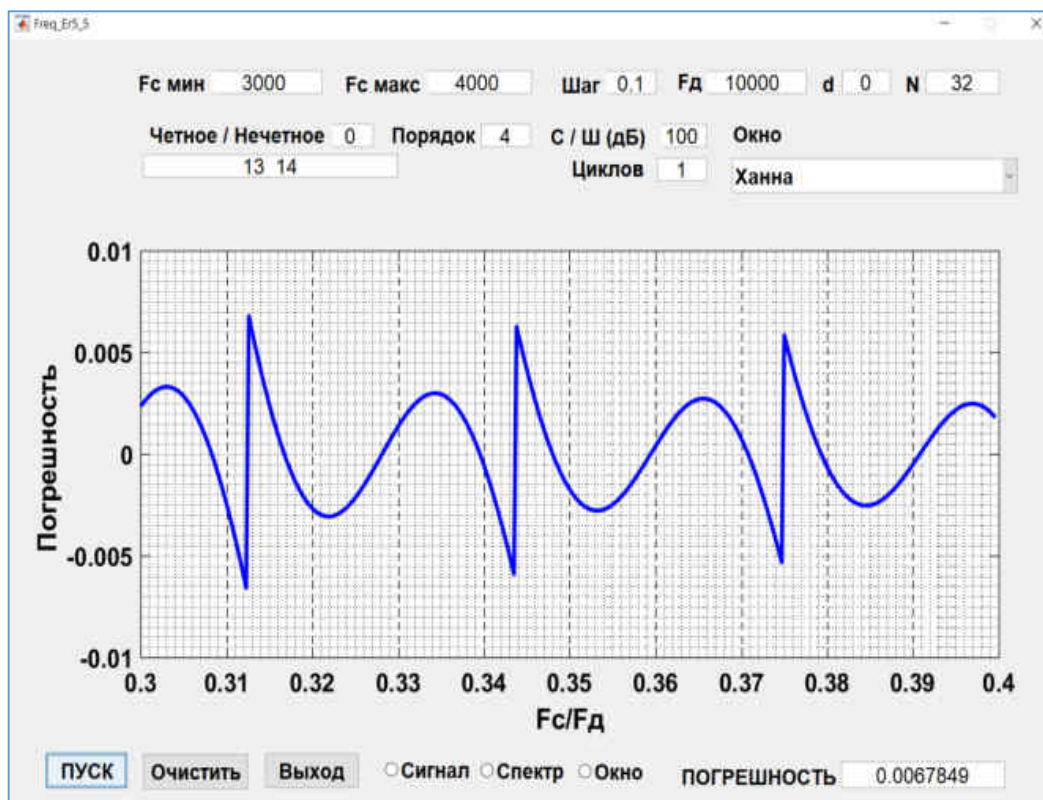 Freq_Er5_5
Fc мин 3000 Fc макс 4000 Шаг 0.1 Fд 10000 d 0 N 32
Четное / Нечетное 0 Порядок 4 С / Ш (дБ) 100 Окно
13 14 Циклов 1 Ханна
0.01
0.005
0
-0.005
-0.01
Погрешность
0.3 0.31 0.32 0.33 0.34 0.35 0.36 0.37 0.38 0.39 0.4
Fc/Fд
ПУСК Очистить Выход Сигнал Спектр Окно ПОГРЕШНОСТЬ 0.0067849